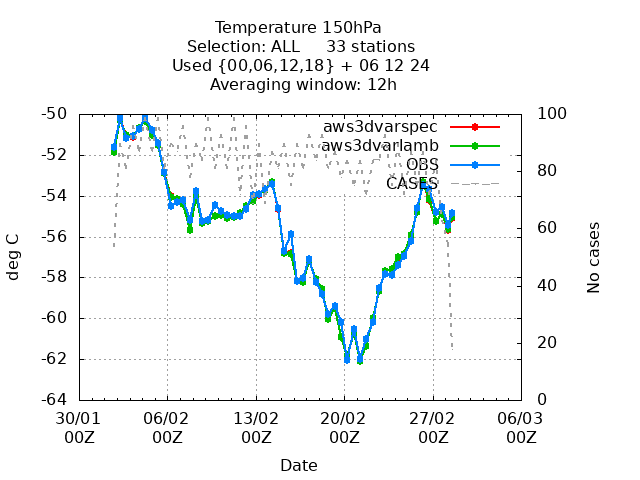 Temperature 150hPa
Selection: ALL     33 stations
Used {00,06,12,18} + 06 12 24
Averaging window: 12h
-50
-52
-54
-56
-58
-60
-62
-64
deg C
100
80
60
40
20
0
No cases
aws3dvarspec
aws3dvarlamb
OBS
CASES
30/01 06/02 13/02 20/02 27/02 06/03
00Z 00Z 00Z 00Z 00Z 00Z
Date